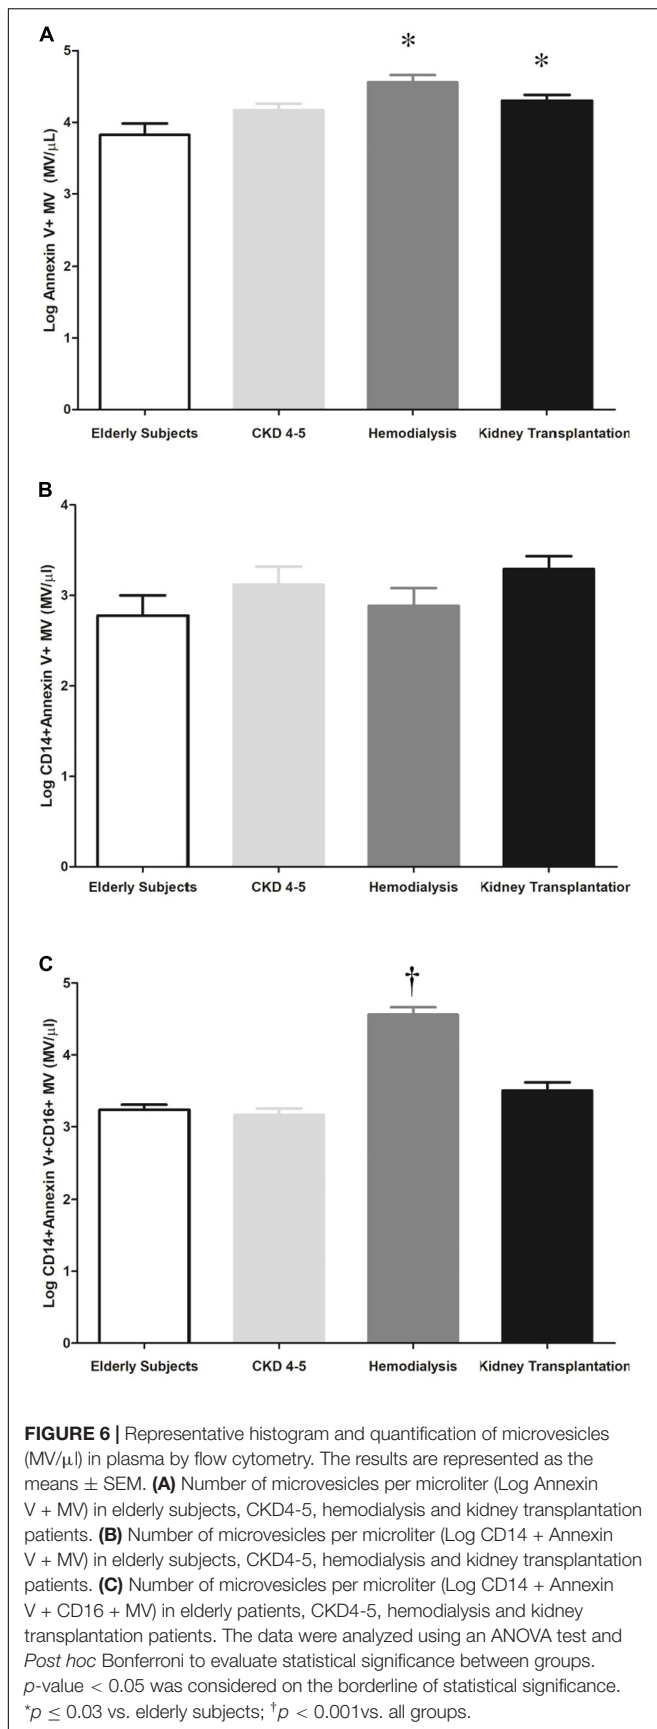 A
*
*
5
4
3
2
1
0
Log Annexin V+ MV (MV/μL)
Elderly Subjects CKD 4-5 Hemodialysis Kidney Transplantation
B
4
3
2
1
0
Log CD14+Annexin V+ MV (MV/μl)
Elderly Subjects CKD 4-5 Hemodialysis Kidney Transplantation
C
†
5
4
3
2
1
0
Log CD14+Annexin V+CD16+ MV (MV/μl)
Elderly Subjects CKD 4-5 Hemodialysis Kidney Transplantation
FIGURE 6 | Representative histogram and quantification of microvesicles
(MV/μl) in plasma by flow cytometry. The results are represented as the
means ± SEM. (A) Number of microvesicles per microliter (Log Annexin
V + MV) in elderly subjects, CKD4-5, hemodialysis and kidney transplantation
patients. (B) Number of microvesicles per microliter (Log CD14 + Annexin
V + MV) in elderly subjects, CKD4-5, hemodialysis and kidney transplantation
patients. (C) Number of microvesicles per microliter (Log CD14 + Annexin
V + CD16 + MV) in elderly patients, CKD4-5, hemodialysis and kidney
transplantation patients. The data were analyzed using an ANOVA test and
Post hoc Bonferroni to evaluate statistical significance between groups.
p-value < 0.05 was considered on the borderline of statistical significance.
*p ≤ 0.03 vs. elderly subjects; †p < 0.001vs. all groups.